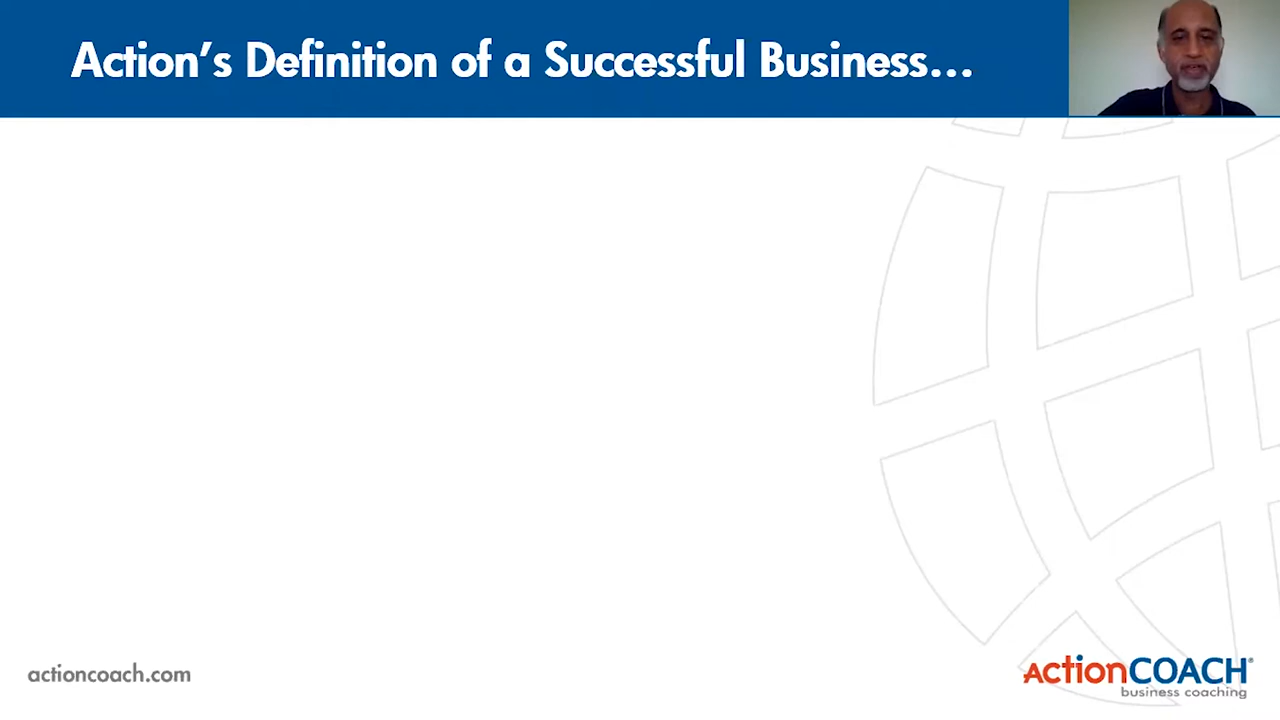 Action’s Definition of a Successful Business...
actioncoach.com
actionCOACH®
business coaching